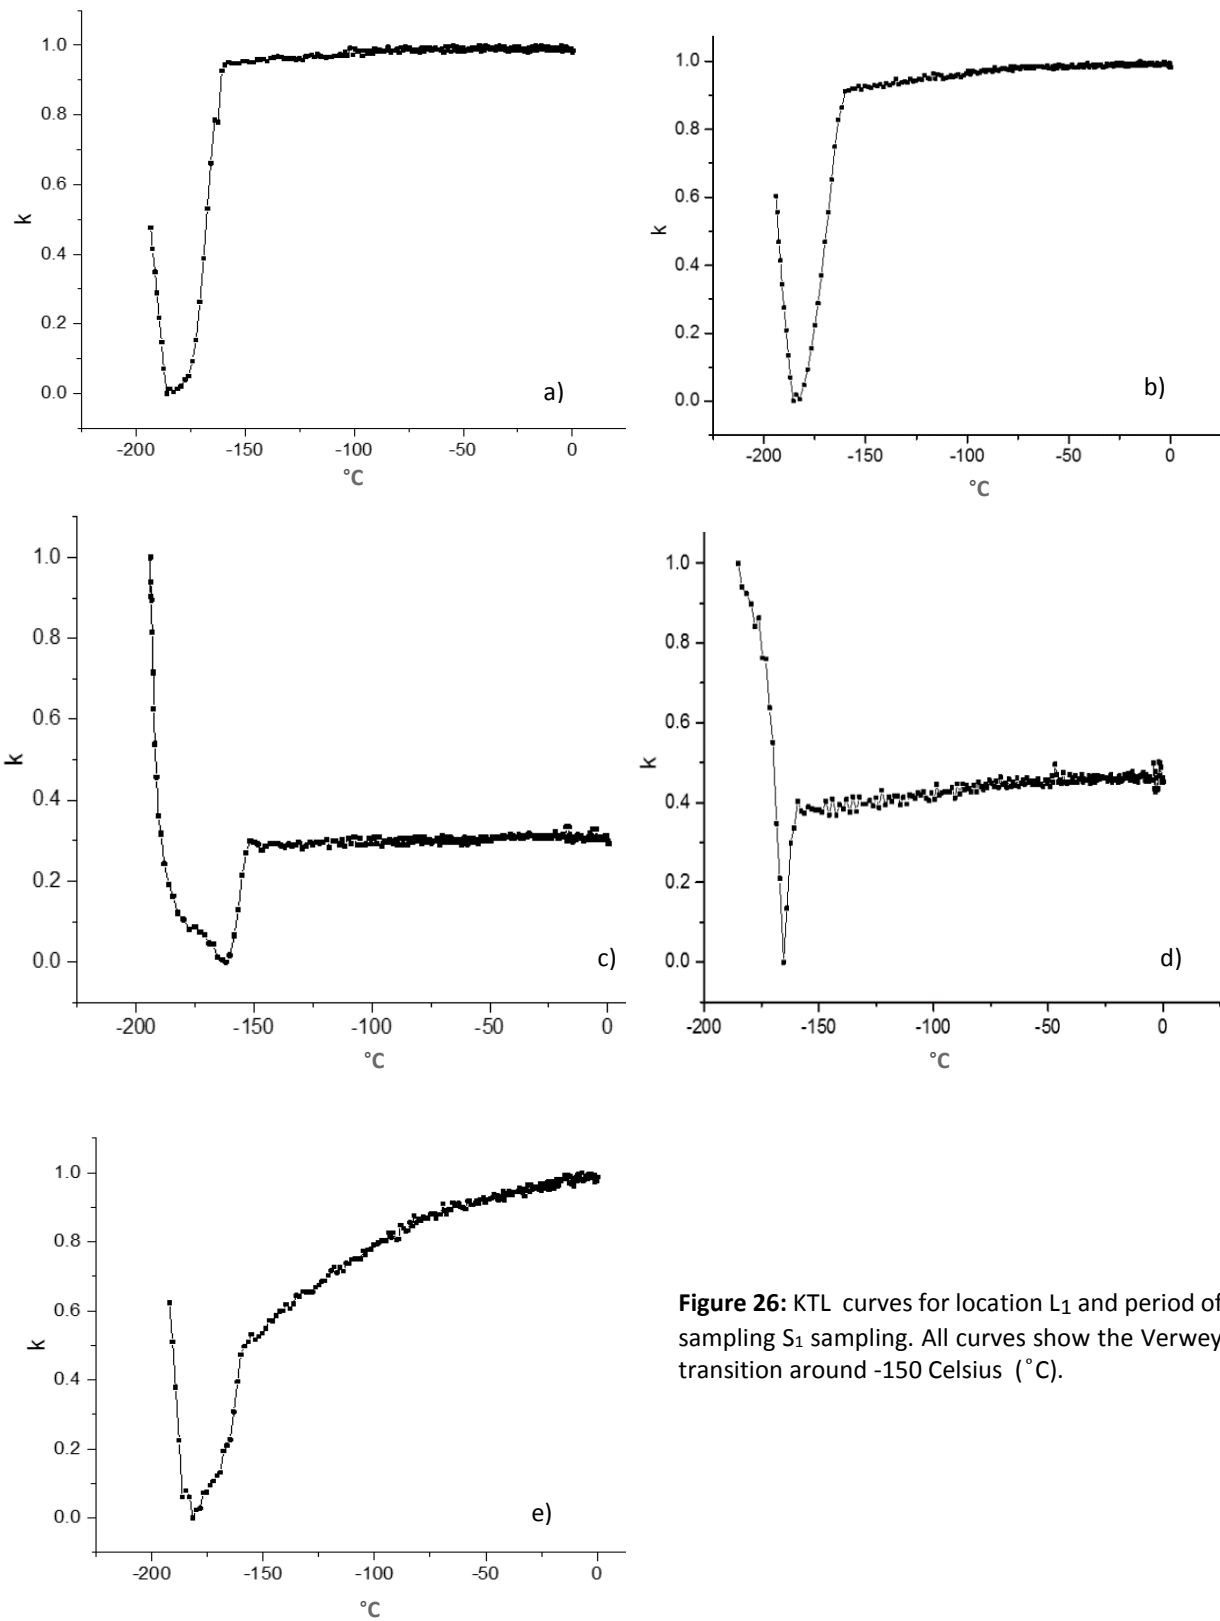 1.0
0.8
0.6
0.4
0.2
0.0
k
-200 -150 -100 -50 0
°C
a)
1.0
0.8
0.6
0.4
0.2
0.0
k
-200 -150 -100 -50 0
°C
b)
1.0
0.8
0.6
0.4
0.2
0.0
k
-200 -150 -100 -50 0
°C
c)
1.0
0.8
0.6
0.4
0.2
0.0
k
-200 -150 -100 -50 0
°C
d)
1.0
0.8
0.6
0.4
0.2
0.0
k
-200 -150 -100 -50 0
°C
e)
Figure 26: KTL curves for location L1 and period of
sampling S1 sampling. All curves show the Verwey
transition around -150 Celsius (˚C).